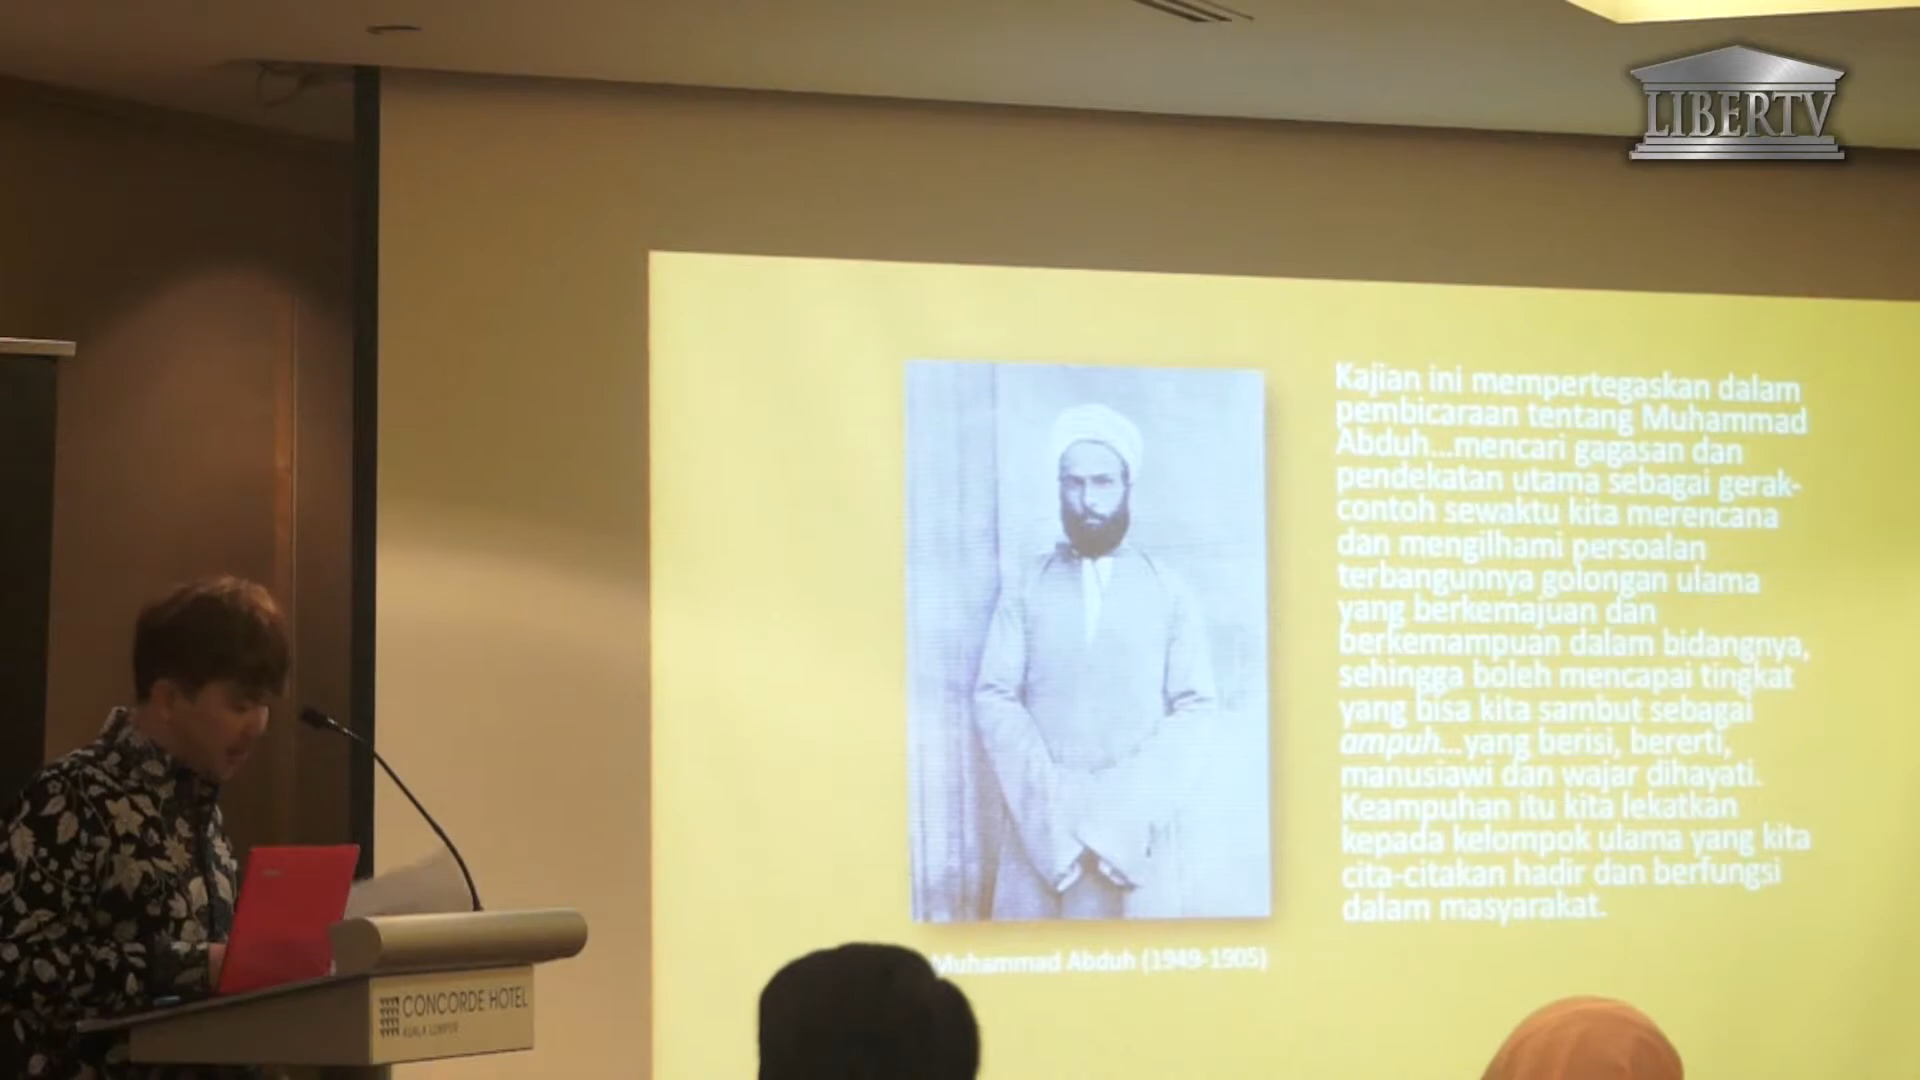 LIBERTV
Kajian ini mempertegaskan dalam
pembicaraan tentang Muhammad
Abduh...mencari gagasan dan
pendekatan utama sebagai gerak-
contoh sewaktu kita merencana
dan mengilhami persoalan
terbangunnya golongan ulama
yang berkemajuan dan
berkemampuan dalam bidangnya,
sehingga boleh mencapai tingkat
yang bisa kita sambut sebagai
ampuh...yang berisi, bererti,
manusiawi dan wajar dihayati.
Keampuhan itu kita lekatkan
kepada kelompok ulama yang kita
cita-citakan hadir dan berfungsi
dalam masyarakat.
Muhammad Abduh (1949-1905)
CONCORDE HOTEL
KUALA LUMPUR